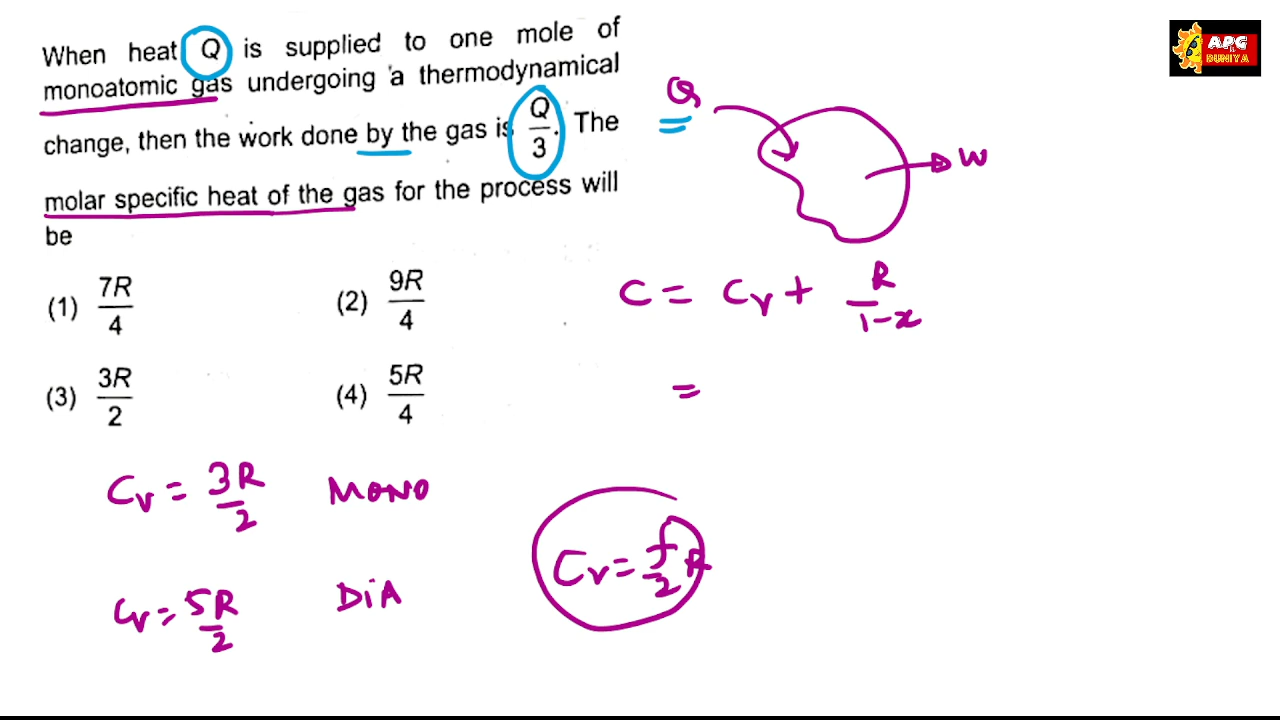 When heat Q is supplied to one mole of
monoatomic gas undergoing a thermodynamical
change, then the work done by the gas is Q/3. The
molar specific heat of the gas for the process will
be
(1) 7R/4 (2) 9R/4
(3) 3R/2 (4) 5R/4
Q
W
C = Cv + R/1-x
=
Cv = 3R/2 MONO
Cv = 5R/2 DiA
Cv = f/2 R
APG
DUNIYA